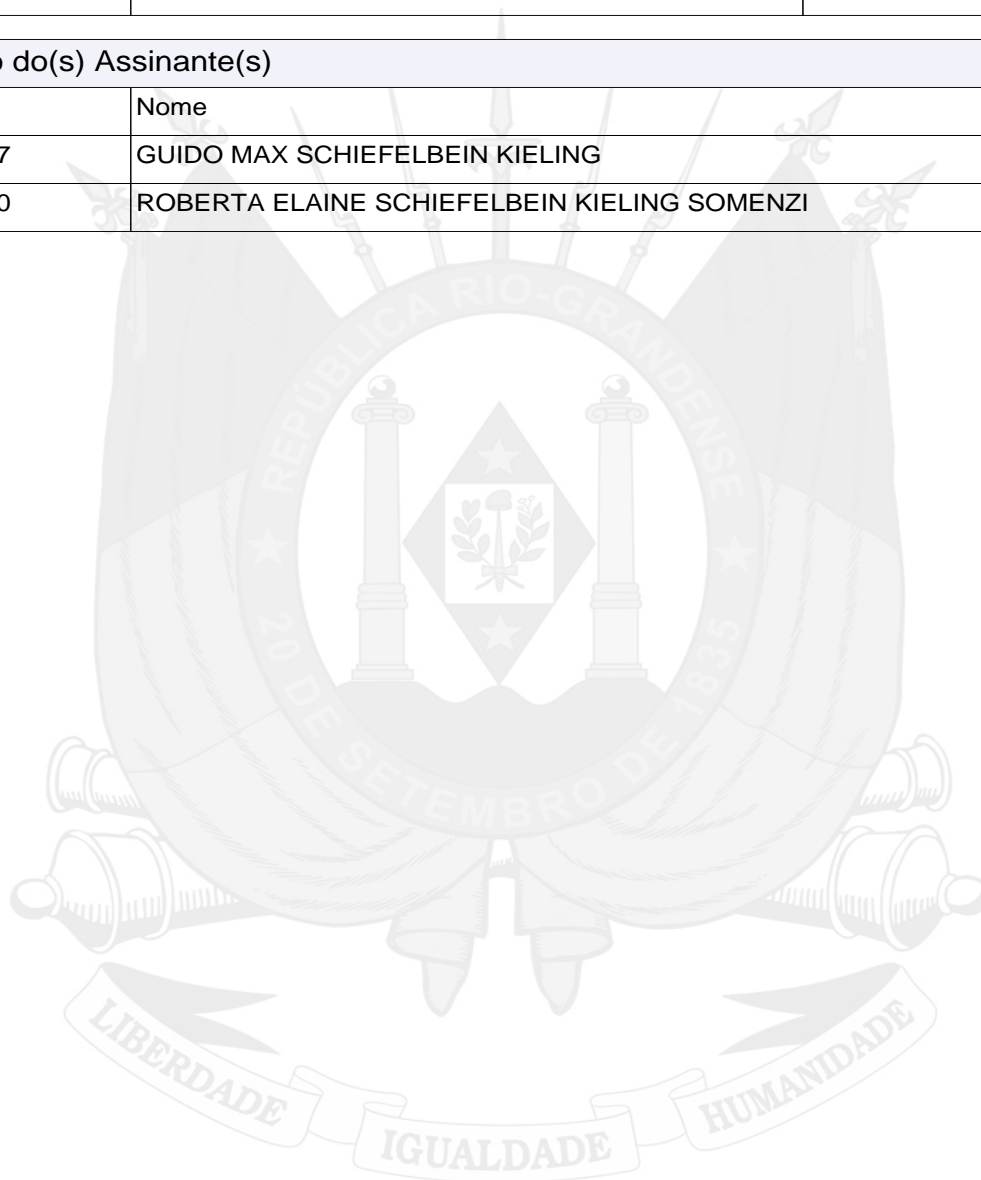 o do(s) Assinante(s)
Nome
7 GUIDO MAX SCHIEFELBEIN KIELING
0 ROBERTA ELAINE SCHIEFELBEIN KIELING SOMENZI
REPÚBLICA RIO-GRANDENSE
★ 20 DE SETEMBRO DE 1835 ★
LIBERDADE
IGUALDADE
HUMANIDADE